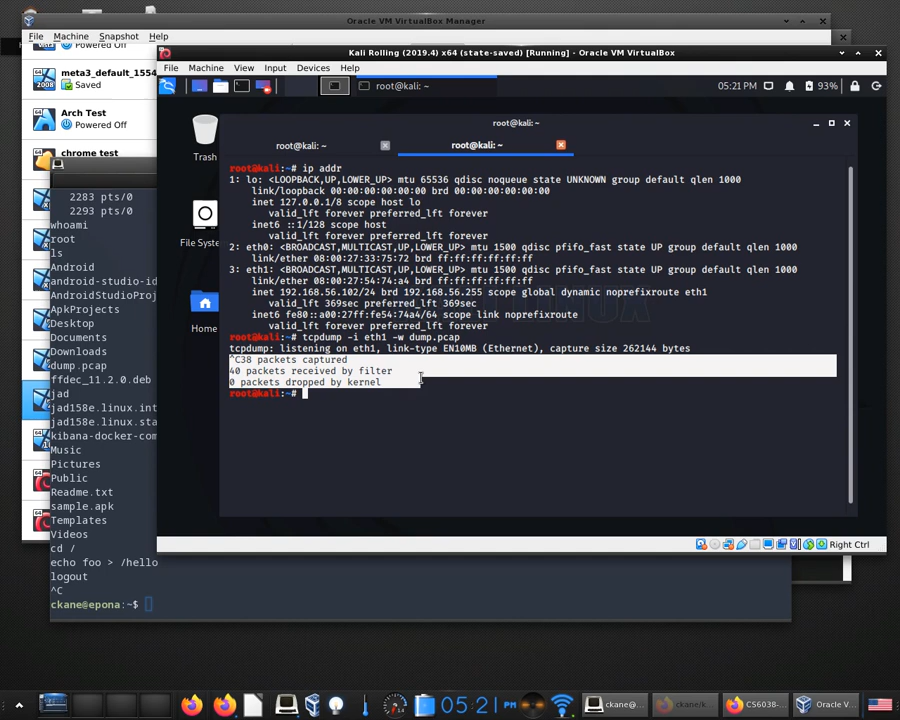 Oracle VM VirtualBox Manager
File Machine Snapshot Help
Powered Off
meta3_default_1554
Saved
Arch Test
Powered Off
chrome test
2283 pts/0
2293 pts/0
whoami
root
ls
Android
android-studio-id
AndroidStudioProj
ApkProjects
Desktop
Documents
Downloads
dump.pcap
ffdec_11.2.0.deb
jad
jad158e.linux.int
jad158e.linux.sta
kibana-docker-com
Music
Pictures
Public
Readme.txt
sample.apk
Templates
Videos
cd /
echo foo > /hello
logout
^C
ckane@epona:~$
Kali Rolling (2019.4) x64 (state-saved) [Running] - Oracle VM VirtualBox
File Machine View Input Devices Help
root@kali: ~
05:21 PM
93%
Trash
File System
Home
root@kali:~
root@kali: ~
root@kali: ~
root@kali:~# ip addr
1: lo: <LOOPBACK,UP,LOWER_UP> mtu 65536 qdisc noqueue state UNKNOWN group default qlen 1000
link/loopback 00:00:00:00:00:00 brd 00:00:00:00:00:00
inet 127.0.0.1/8 scope host lo
valid_lft forever preferred_lft forever
inet6 ::1/128 scope host
valid_lft forever preferred_lft forever
2: eth0: <BROADCAST,MULTICAST,UP,LOWER_UP> mtu 1500 qdisc pfifo_fast state UP group default qlen 1000
link/ether 08:00:27:33:75:72 brd ff:ff:ff:ff:ff:ff
3: eth1: <BROADCAST,MULTICAST,UP,LOWER_UP> mtu 1500 qdisc pfifo_fast state UP group default qlen 1000
link/ether 08:00:27:54:74:a4 brd ff:ff:ff:ff:ff:ff
inet 192.168.56.102/24 brd 192.168.56.255 scope global dynamic noprefixroute eth1
valid_lft 369sec preferred_lft 369sec
inet6 fe80::a00:27ff:fe54:74a4/64 scope link noprefixroute
valid_lft forever preferred_lft forever
root@kali:~# tcpdump -i eth1 -w dump.pcap
tcpdump: listening on eth1, link-type EN10MB (Ethernet), capture size 262144 bytes
^C38 packets captured
40 packets received by filter
0 packets dropped by kernel
root@kali:~#
Right Ctrl
05:21 PM
ckane@...
ckane/k...
CS6038-...
Oracle V...